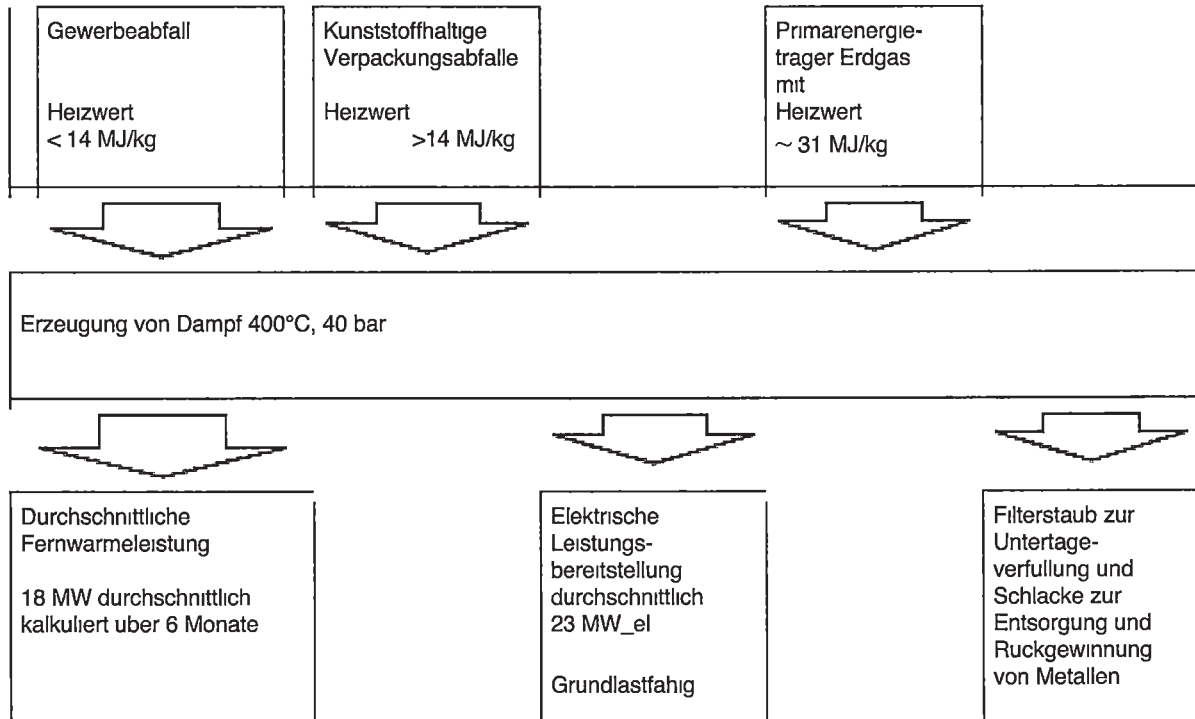 Gewerbeabfall
Heizwert
< 14 MJ/kg
Kunststoffhaltige
Verpackungsabfalle
Heizwert
>14 MJ/kg
Primarenergie-
trager Erdgas
mit
Heizwert
~ 31 MJ/kg
Erzeugung von Dampf 400°C, 40 bar
Durchschnittliche
Fernwarmeleistung
18 MW durchschnittlich
kalkuliert uber 6 Monate
Elektrische
Leistungs-
bereitstellung
durchschnittlich
23 MW_el
Grundlastfahig
Filterstaub zur
Untertage-
verfullung und
Schlacke zur
Entsorgung und
Ruckgewinnung
von Metallen